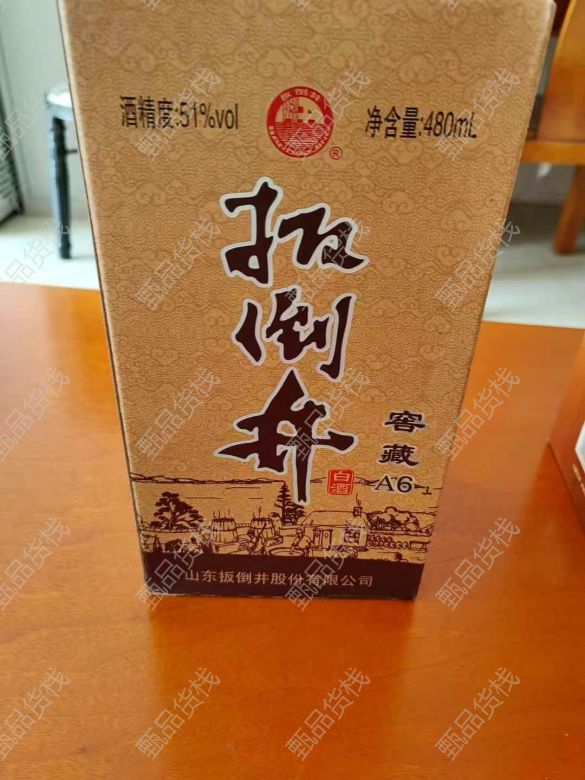 酒精度:51%vol
净含量:480mL
®
扳倒井
窖藏
A6
白酒
山东扳倒井股份有限公司
甄品货栈